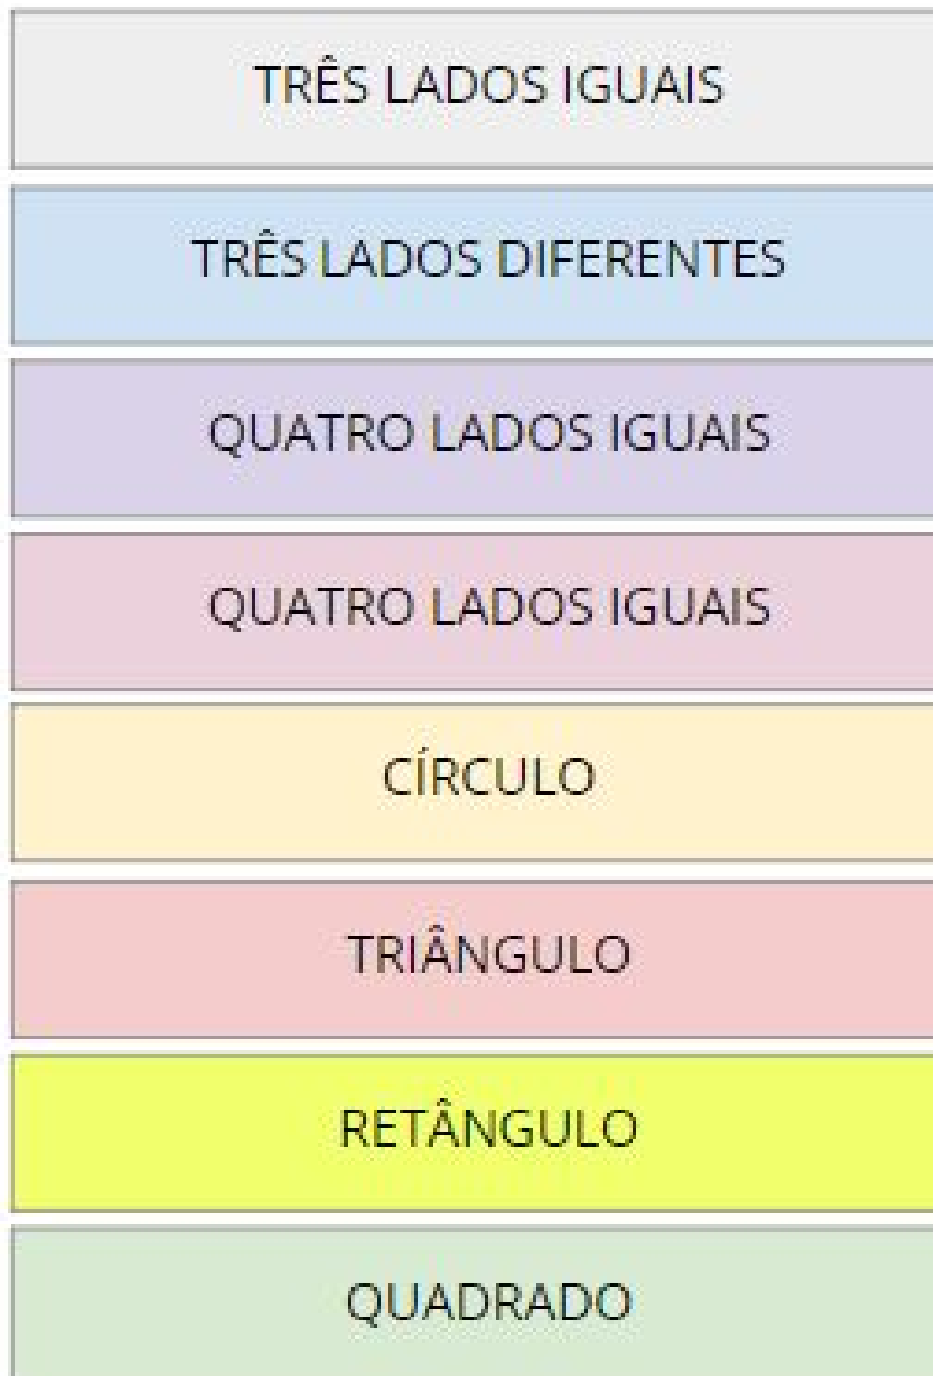 TRÊS LADOS IGUAIS
TRÊS LADOS DIFERENTES
QUATRO LADOS IGUAIS
QUATRO LADOS IGUAIS
CÍRCULO
TRIÂNGULO
RETÂNGULO
QUADRADO